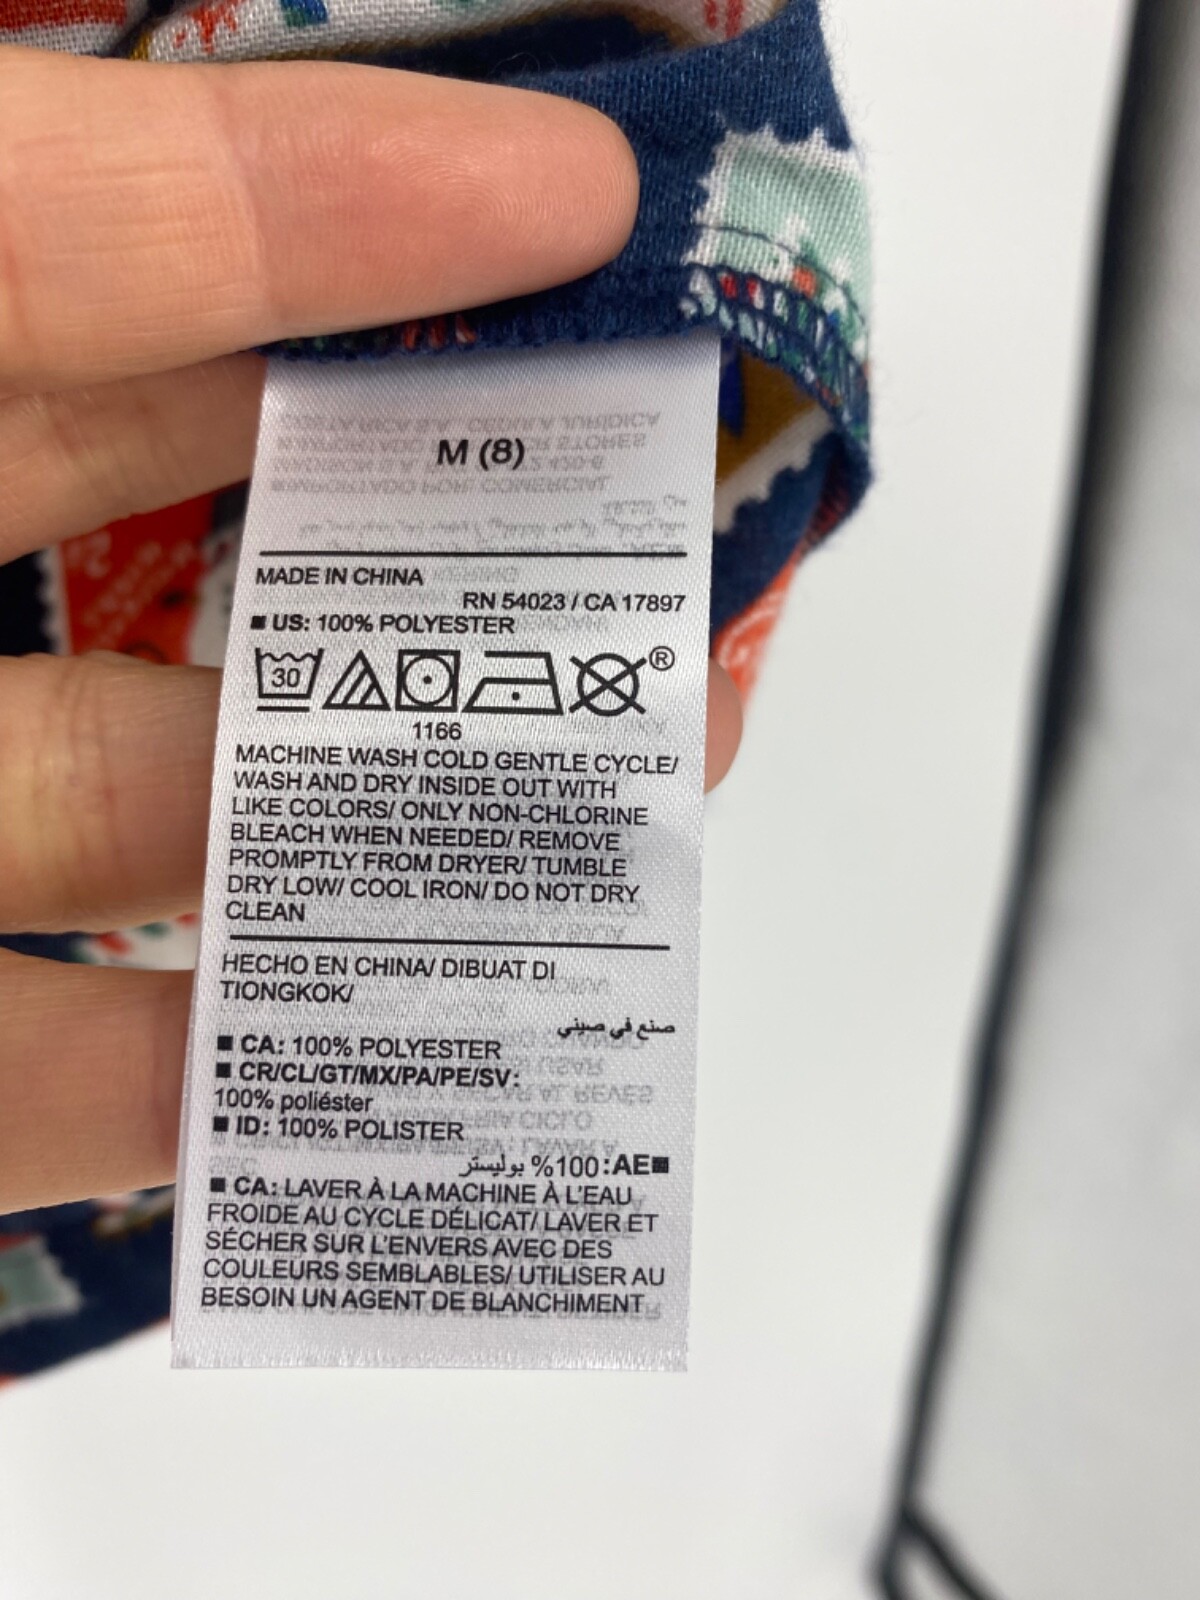 M (8)
MADE IN CHINA
RN 54023 / CA 17897
■ US: 100% POLYESTER
30
®
1166
MACHINE WASH COLD GENTLE CYCLE/
WASH AND DRY INSIDE OUT WITH
LIKE COLORS/ ONLY NON-CHLORINE
BLEACH WHEN NEEDED/ REMOVE
PROMPTLY FROM DRYER/ TUMBLE
DRY LOW/ COOL IRON/ DO NOT DRY
CLEAN
HECHO EN CHINA/ DIBUAT DI
TIONGKOK/
صنع في صيني
■ CA: 100% POLYESTER
■ CR/CL/GT/MX/PA/PE/SV:
100% poliéster
■ ID: 100% POLISTER
■AE: 100% بوليستر
■ CA: LAVER À LA MACHINE À L'EAU
FROIDE AU CYCLE DÉLICAT/ LAVER ET
SÉCHER SUR L'ENVERS AVEC DES
COULEURS SEMBLABLES/ UTILISER AU
BESOIN UN AGENT DE BLANCHIMENT